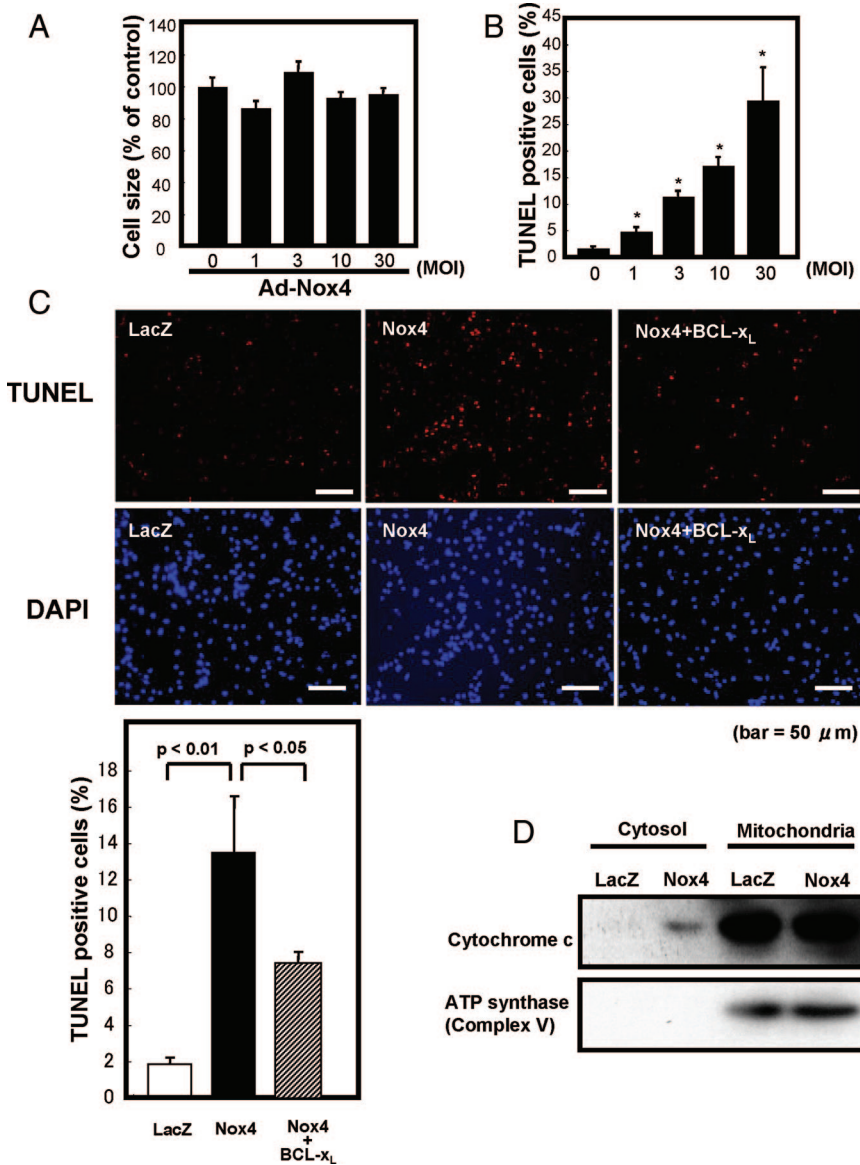 A
Cell size (% of control)
140
120
100
80
60
40
20
0
0 1 3 10 30 (MOI)
Ad-Nox4
B
TUNEL positive cells (%)
45
40
35
30
25
20
15
10
5
0
* * * *
0 1 3 10 30 (MOI)
C
TUNEL
LacZ Nox4 Nox4+BCL-xL
DAPI
LacZ Nox4 Nox4+BCL-xL
(bar = 50 μm)
TUNEL positive cells (%)
p < 0.01 p < 0.05
18
16
14
12
10
8
6
4
2
0
LacZ Nox4 Nox4
+
BCL-xL
D
Cytosol Mitochondria
LacZ Nox4 LacZ Nox4
Cytochrome c
ATP synthase
(Complex V)